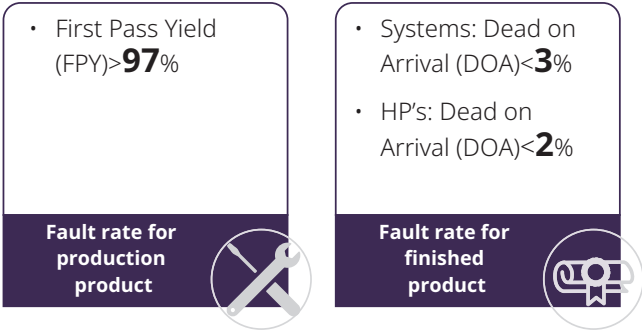 • First Pass Yield
(FPY)>97%
Fault rate for
production
product
• Systems: Dead on
Arrival (DOA)<3%
• HP's: Dead on
Arrival (DOA)<2%
Fault rate for
finished
product